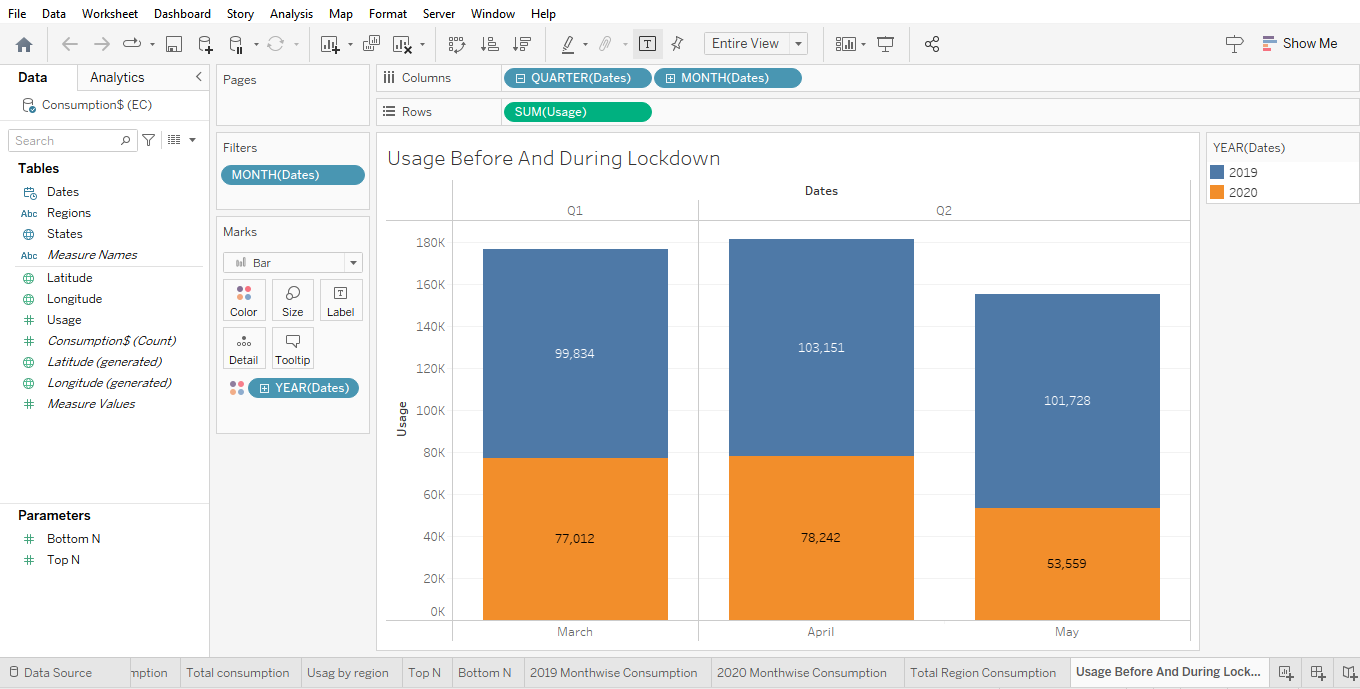 File Data Worksheet Dashboard Story Analysis Map Format Server Window Help
Entire View
Show Me
Data Analytics
Consumption$ (EC)
Search
Tables
Dates
Abc Regions
States
Abc Measure Names
Latitude
Longitude
# Usage
# Consumption$ (Count)
Latitude (generated)
Longitude (generated)
# Measure Values
Parameters
# Bottom N
# Top N
Pages
Filters
MONTH(Dates)
Marks
Bar
Color Size Label
Detail Tooltip
YEAR(Dates)
Columns QUARTER(Dates) MONTH(Dates)
Rows SUM(Usage)
Usage Before And During Lockdown
Dates
Q1 Q2
Usage
180K
160K
140K
120K
100K
80K
60K
40K
20K
0K
99,834 103,151 101,728
77,012 78,242 53,559
March April May
YEAR(Dates)
2019
2020
Data Source mption Total consumption Usag by region Top N Bottom N 2019 Monthwise Consumption 2020 Monthwise Consumption Total Region Consumption Usage Before And During Lock...